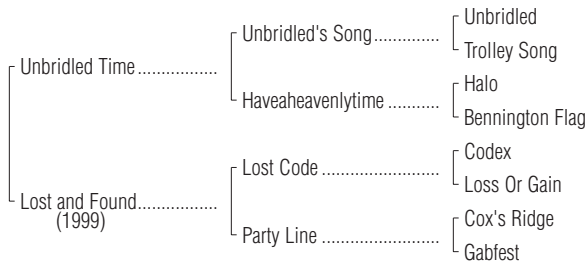 Unbridled
Unbridled's Song..............
Trolley Song
Unbridled Time .................
Halo
Haveaheavenlytime ...........
Bennington Flag
Codex
Lost Code ........................
Loss Or Gain
Lost and Found.................
(1999)
Cox's Ridge
Party Line ........................
Gabfest